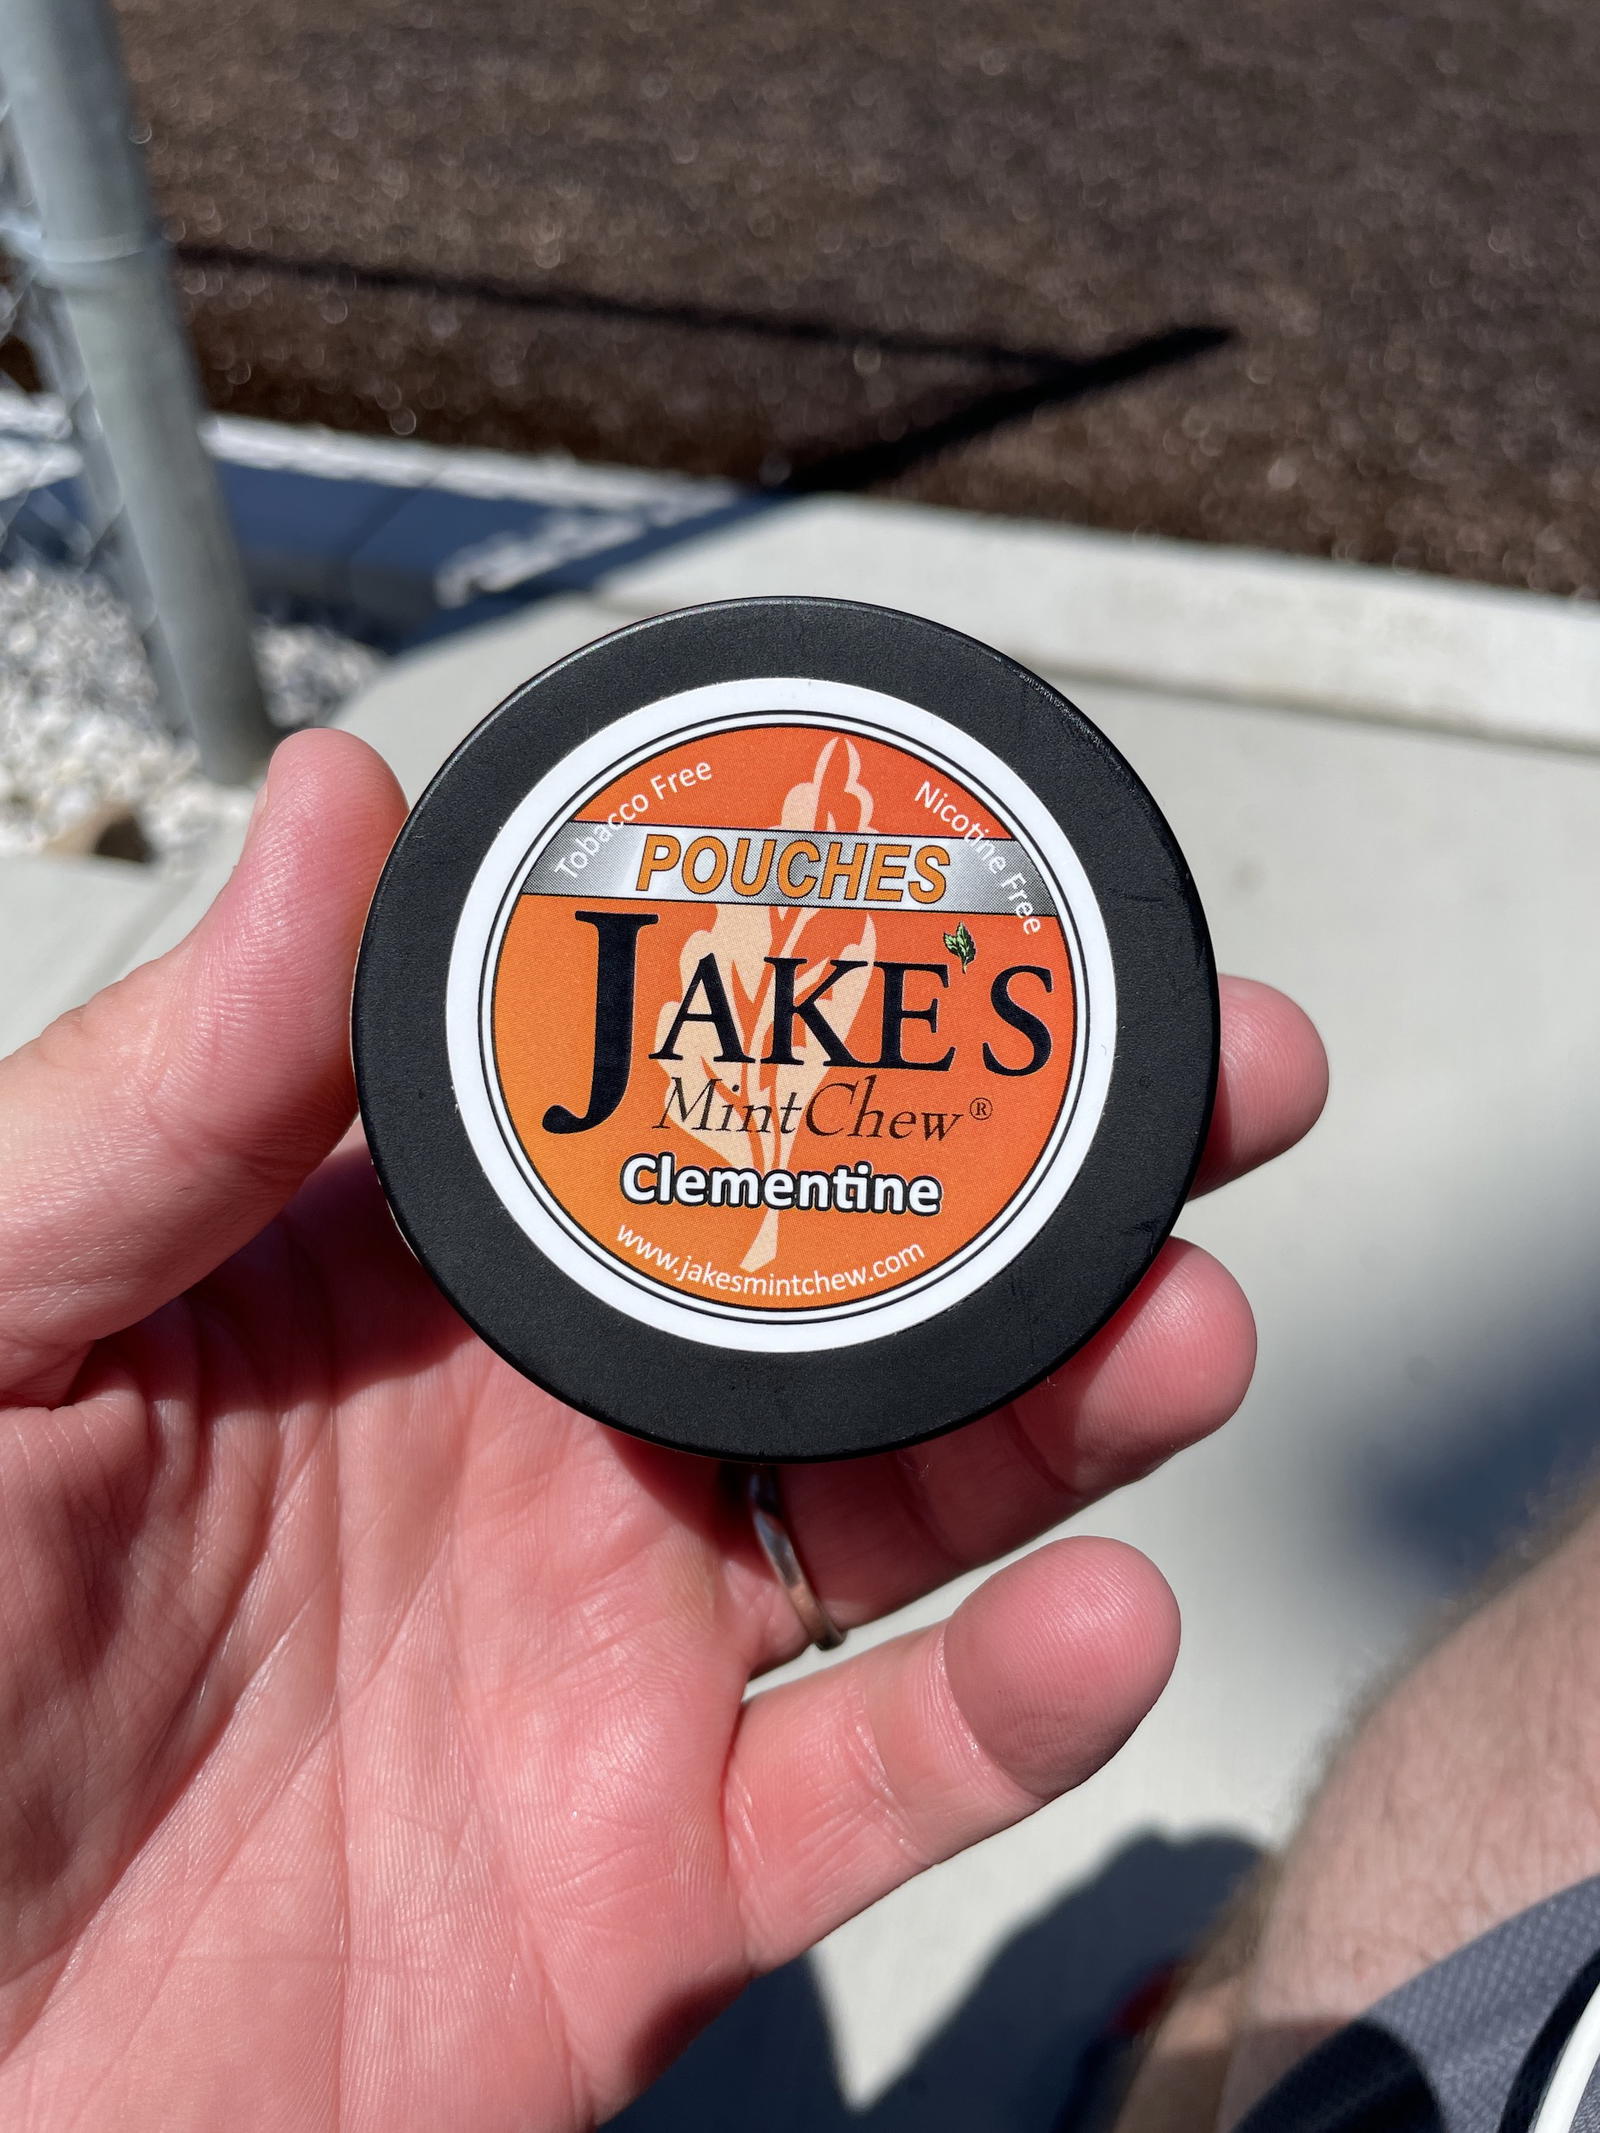 Tobacco Free
Nicotine Free
POUCHES
JAKE'S
MintChew®
Clementine
www.jakesmintchew.com